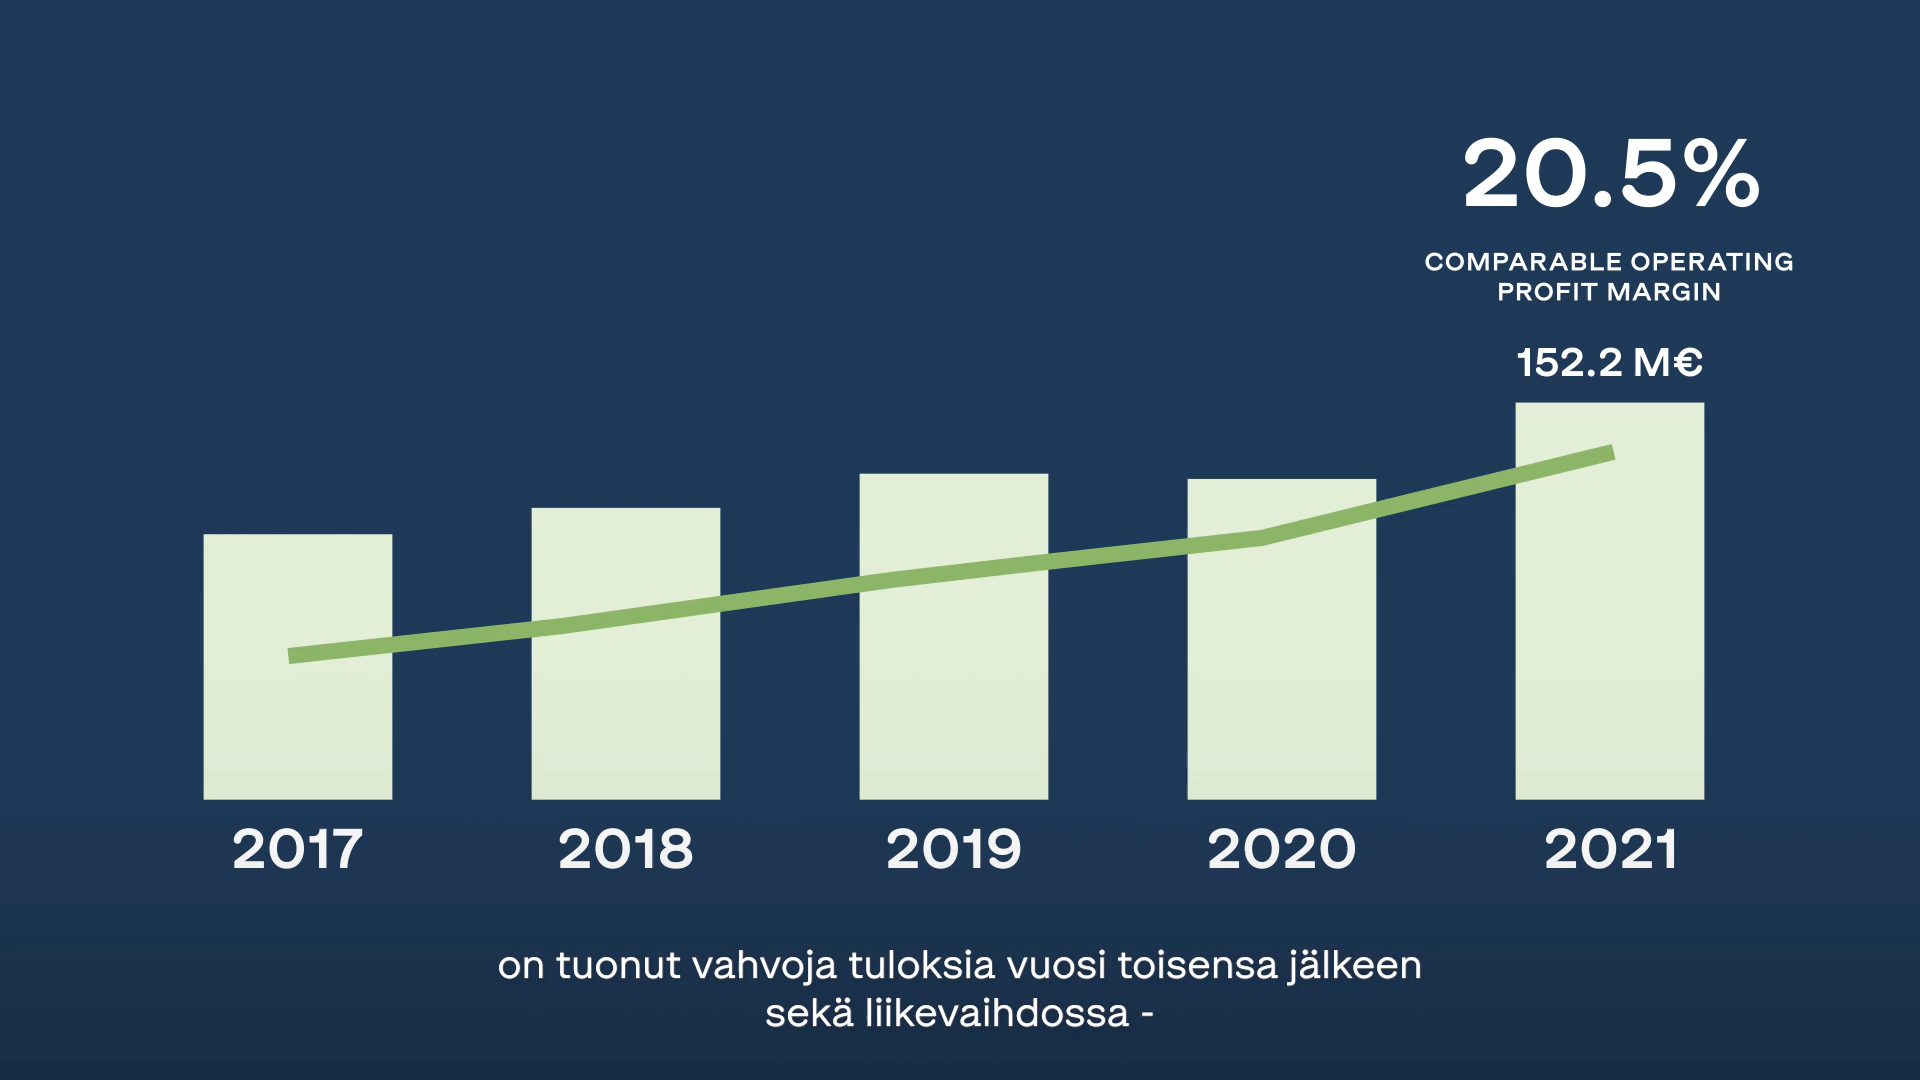 20.5%
COMPARABLE OPERATING
PROFIT MARGIN
152.2 M€
2017 2018 2019 2020 2021
on tuonut vahvoja tuloksia vuosi toisensa jälkeen
sekä liikevaihdossa -